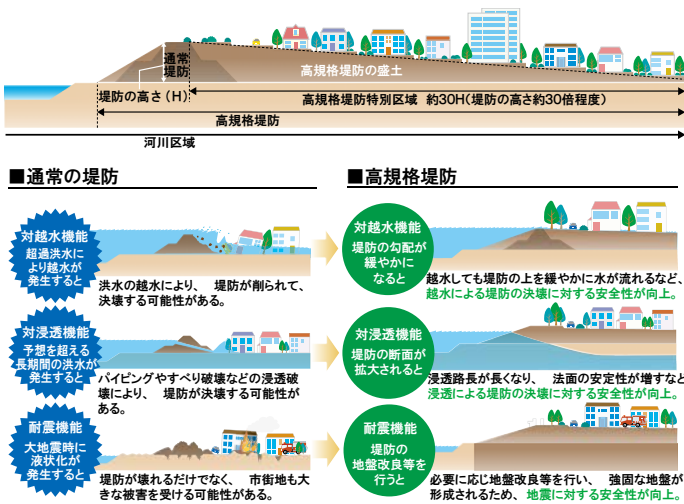 通常
堤防
高規格堤防の盛土
堤防の高さ(H)
高規格堤防特別区域 約30H(堤防の高さ約30倍程度)
高規格堤防
河川区域
■通常の堤防
対越水機能
超過洪水に
より越水が
発生すると
洪水の越水により、 堤防が削られて、
決壊する可能性がある。
対浸透機能
予想を超える
長期間の洪水が
発生すると
パイピングやすべり破壊などの浸透破
壊により、 堤防が決壊する可能性が
ある。
耐震機能
大地震時に
液状化が
発生すると
堤防が壊れるだけでなく、 市街地も大
きな被害を受ける可能性がある。
■高規格堤防
対越水機能
堤防の勾配が
緩やかに
なると
越水しても堤防の上を緩やかに水が流れるなど、
越水による堤防の決壊に対する安全性が向上。
対浸透機能
堤防の断面が
拡大されると
浸透路長が長くなり、 法面の安定性が増すなど
浸透による堤防の決壊に対する安全性が向上。
耐震機能
堤防の
地盤改良等を
行うと
必要に応じ地盤改良等を行い、 強固な地盤が
形成されるため、 地震に対する安全性が向上。